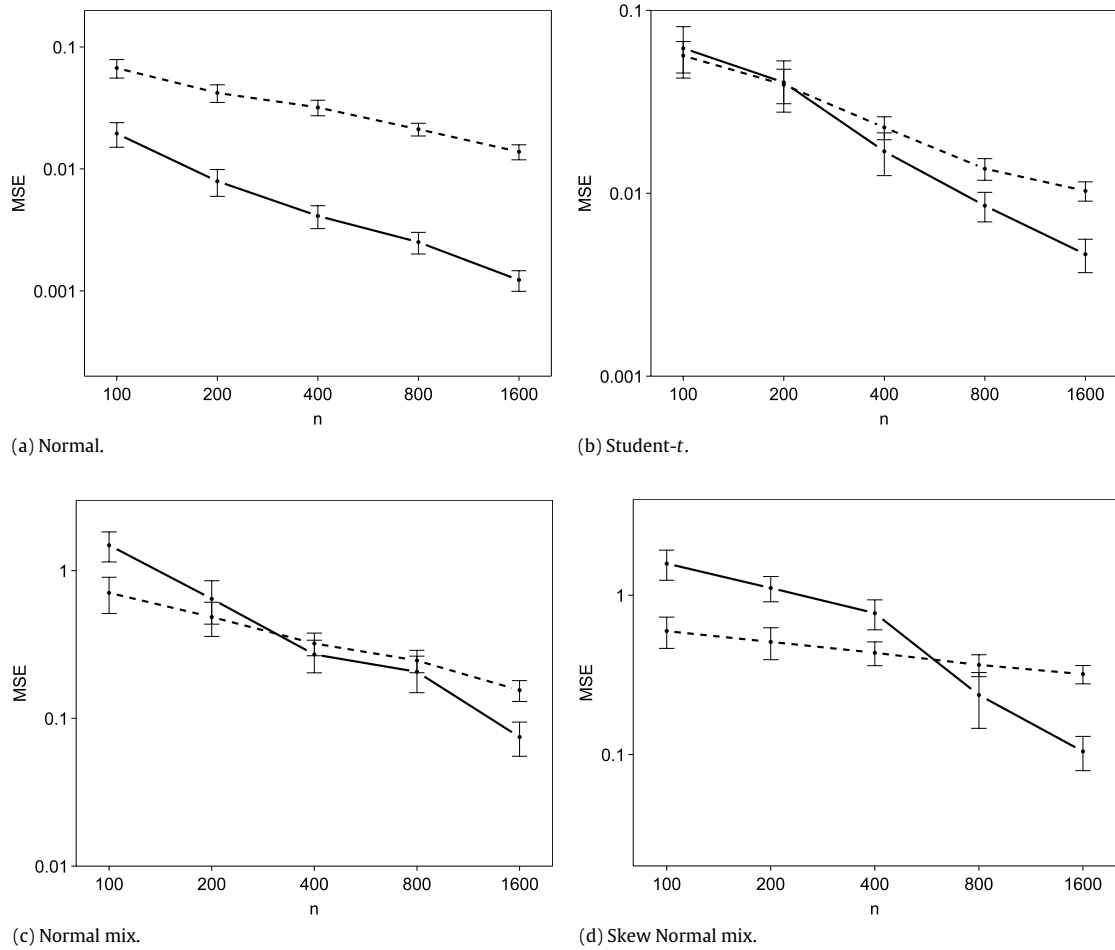 0.1
0.01
0.001
MSE
100 200 400 800 1600
n
(a) Normal.
0.1
0.01
0.001
MSE
100 200 400 800 1600
n
(b) Student-t.
1
0.1
0.01
MSE
100 200 400 800 1600
n
(c) Normal mix.
1
0.1
MSE
100 200 400 800 1600
n
(d) Skew Normal mix.